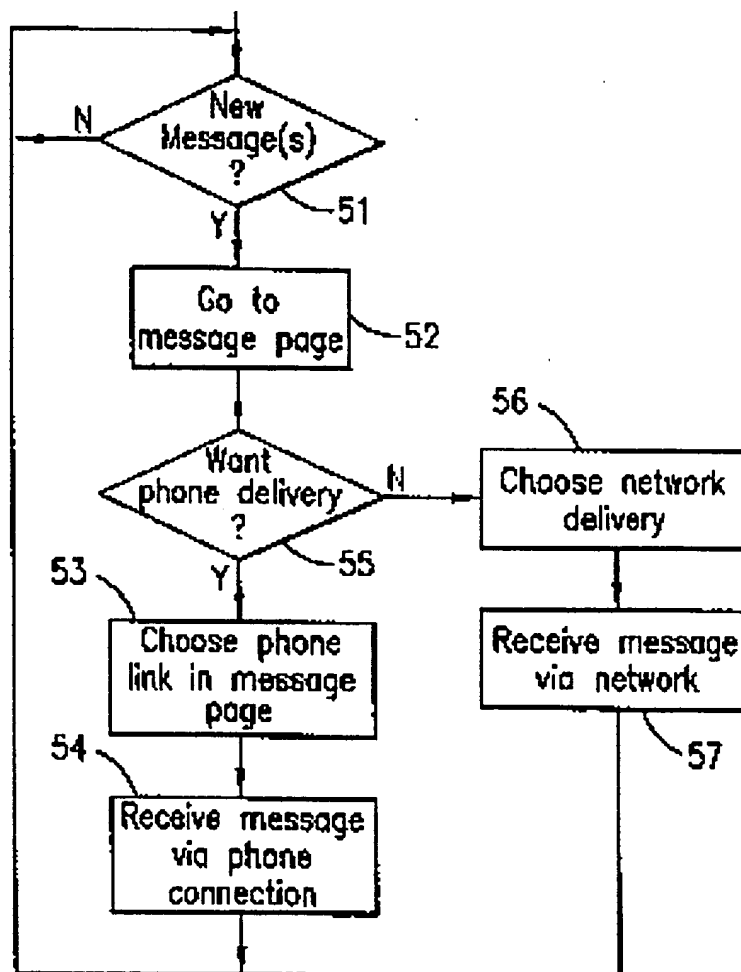 New
Message(s)
?
N
51
Y
Go to
message page
52
Want
phone delivery
?
N
55
Y
56
Choose network
delivery
53
Choose phone
link in message
page
Receive message
via network
57
54
Receive message
via phone
connection